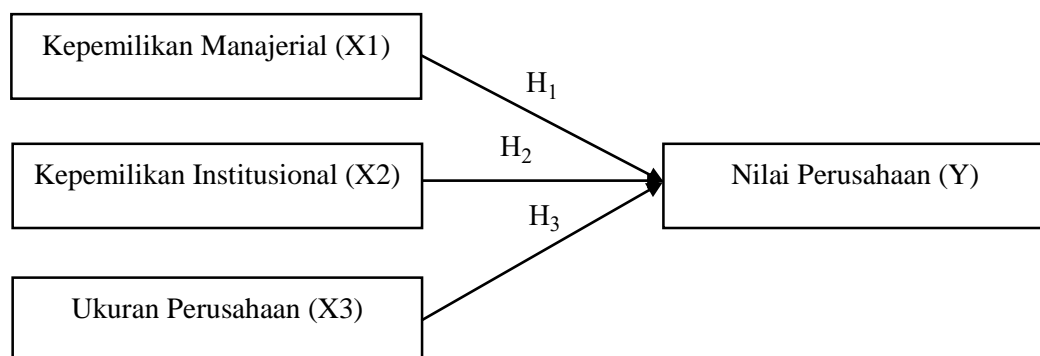 Kepemilikan Manajerial (X1)
H₁
H₂
Kepemilikan Institusional (X2)
Nilai Perusahaan (Y)
H₃
Ukuran Perusahaan (X3)